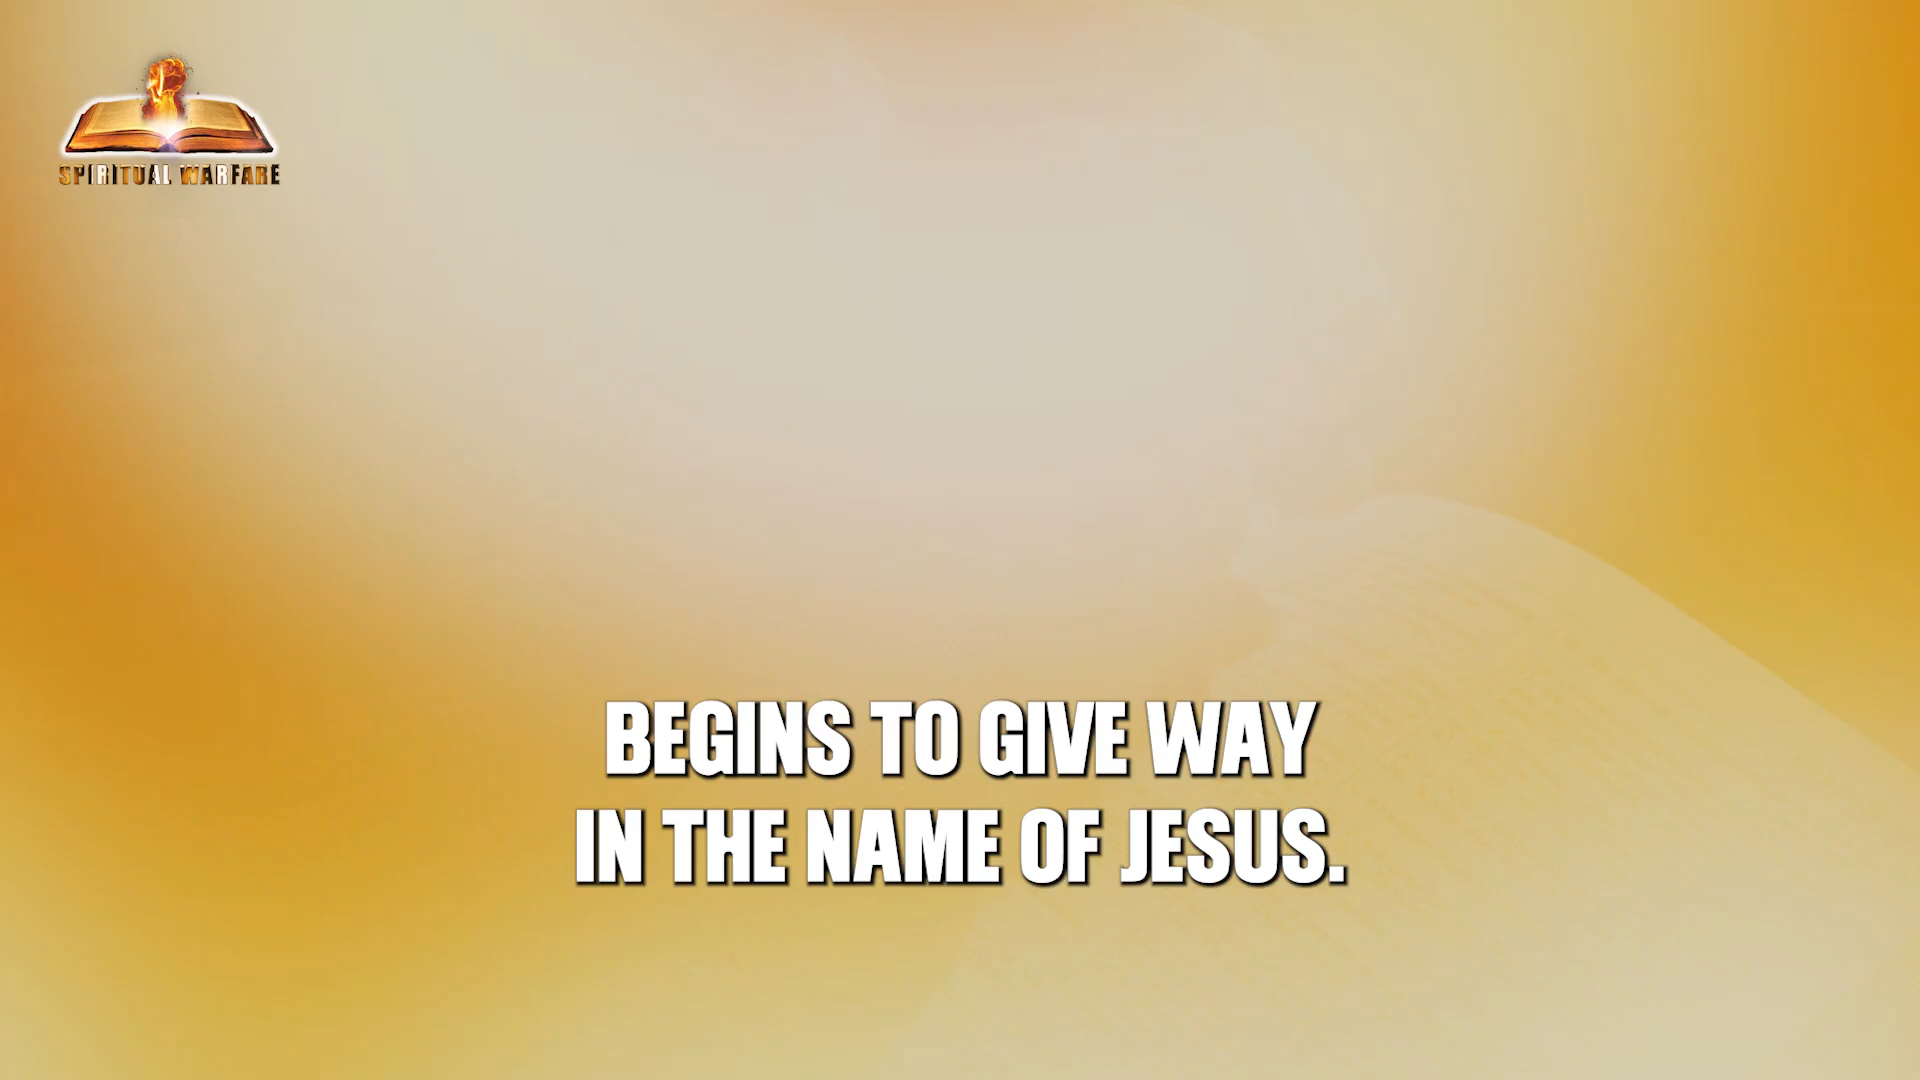 SPIRITUAL WARFARE
BEGINS TO GIVE WAY
IN THE NAME OF JESUS.